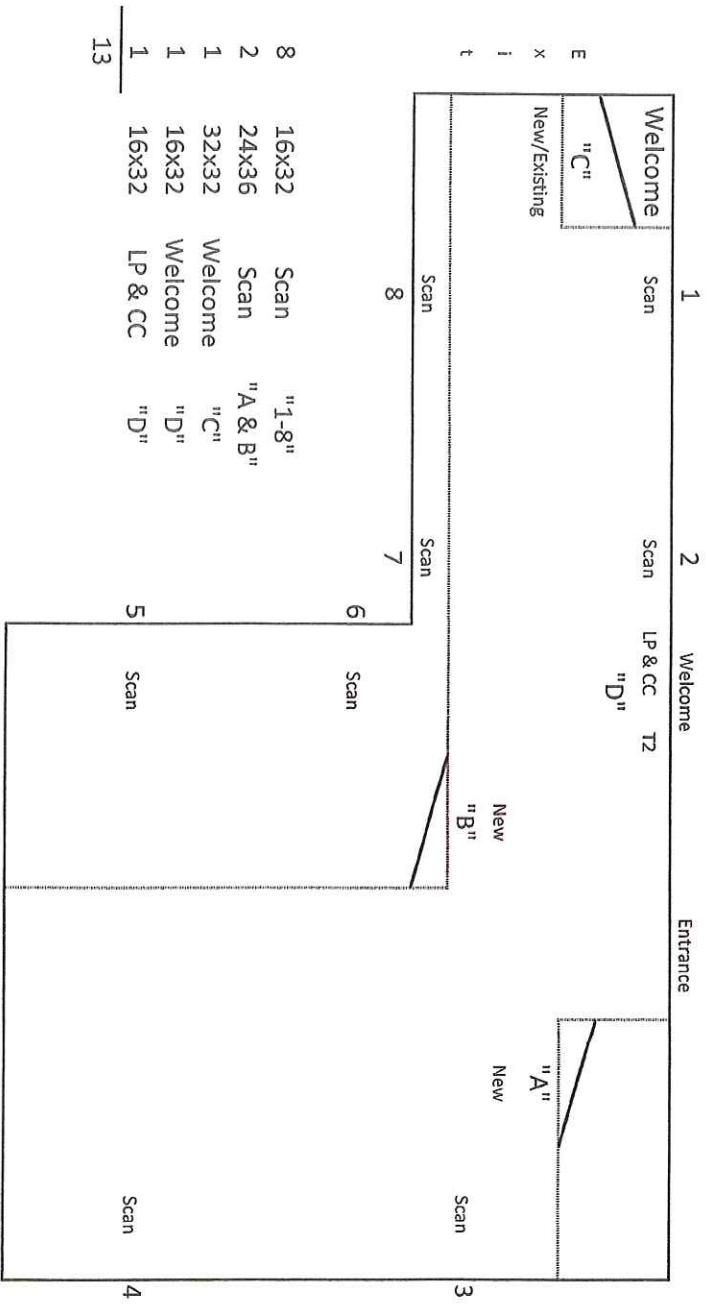 1 2 Welcome Entrance
Welcome Scan Scan LP & CC T2
"D"
"C"
New/Existing
E
x
i
t
"A"
New
New
"B"
Scan Scan Scan 3
8 7
6 Scan
5 Scan Scan 4
8 16x32 Scan "1-8"
2 24x36 Scan "A & B"
1 32x32 Welcome "C"
1 16x32 Welcome "D"
1 16x32 LP & CC "D"
13